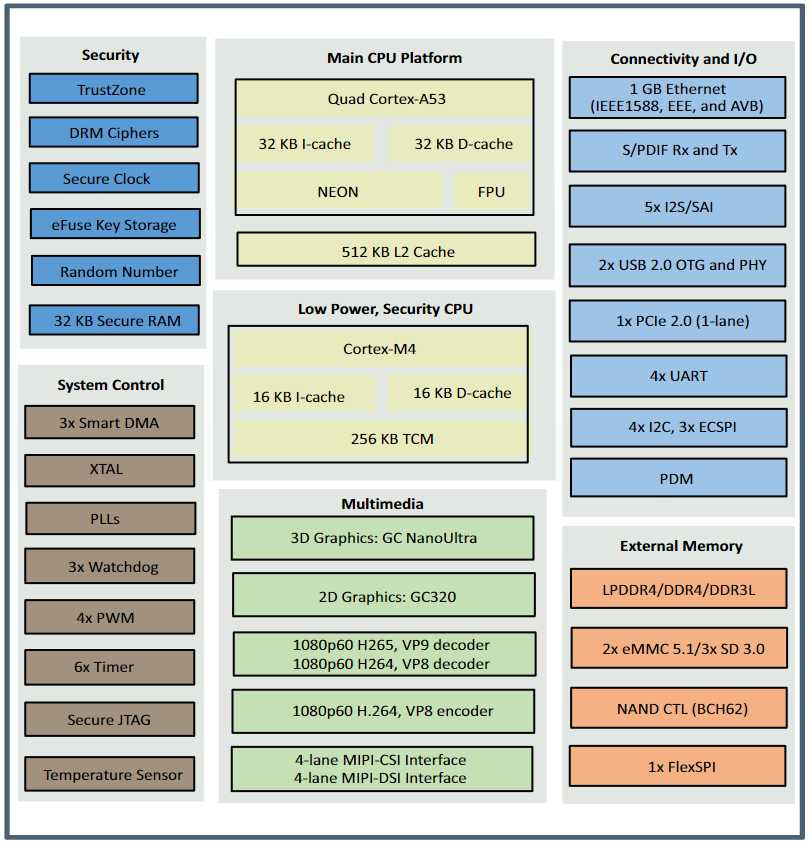 Security
TrustZone
DRM Ciphers
Secure Clock
eFuse Key Storage
Random Number
32 KB Secure RAM
System Control
3x Smart DMA
XTAL
PLLs
3x Watchdog
4x PWM
6x Timer
Secure JTAG
Temperature Sensor
Main CPU Platform
Quad Cortex-A53
32 KB I-cache
32 KB D-cache
NEON
FPU
512 KB L2 Cache
Low Power, Security CPU
Cortex-M4
16 KB I-cache
16 KB D-cache
256 KB TCM
Multimedia
3D Graphics: GC NanoUltra
2D Graphics: GC320
1080p60 H265, VP9 decoder
1080p60 H264, VP8 decoder
1080p60 H.264, VP8 encoder
4-lane MIPI-CSI Interface
4-lane MIPI-DSI Interface
Connectivity and I/O
1 GB Ethernet
(IEEE1588, EEE, and AVB)
S/PDIF Rx and Tx
5x I2S/SAI
2x USB 2.0 OTG and PHY
1x PCIe 2.0 (1-lane)
4x UART
4x I2C, 3x ECSPI
PDM
External Memory
LPDDR4/DDR4/DDR3L
2x eMMC 5.1/3x SD 3.0
NAND CTL (BCH62)
1x FlexSPI